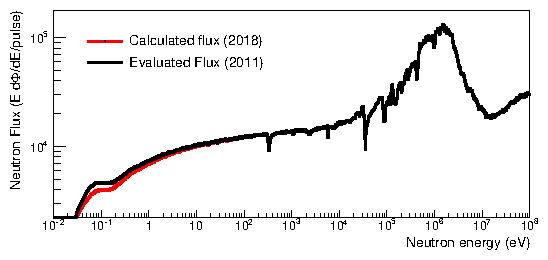 Calculated flux (2018)
Evaluated Flux (2011)
Neutron Flux (E dΦ/dE/pulse)
10⁵
10⁴
10⁻² 10⁻¹ 1 10 10² 10³ 10⁴ 10⁵ 10⁶ 10⁷ 10⁸
Neutron energy (eV)